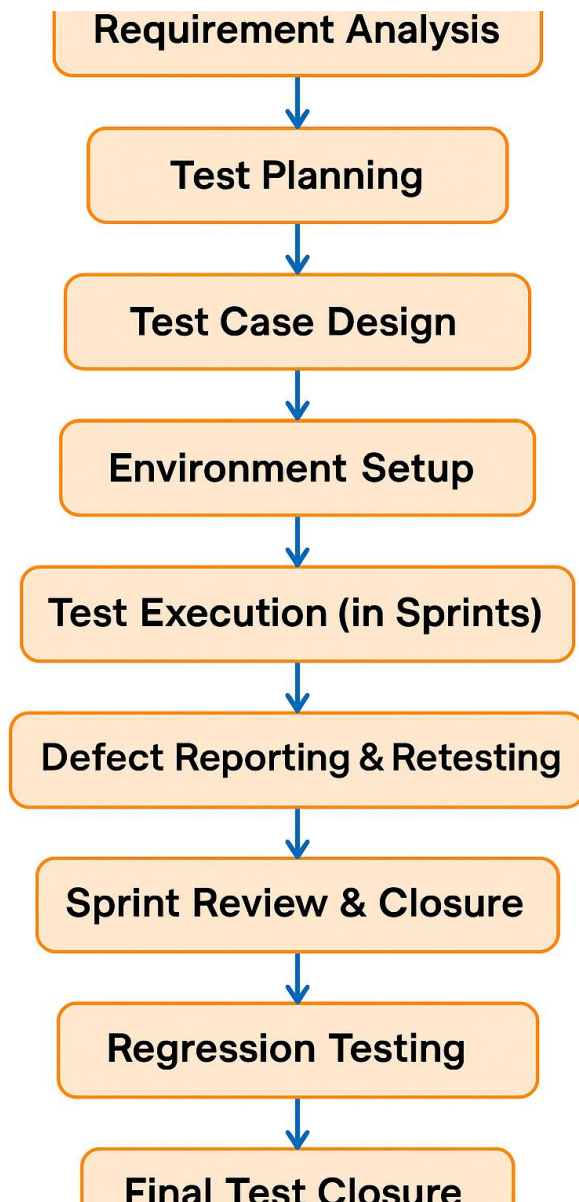 Requirement Analysis
Test Planning
Test Case Design
Environment Setup
Test Execution (in Sprints)
Defect Reporting & Retesting
Sprint Review & Closure
Regression Testing
Final Test Closure